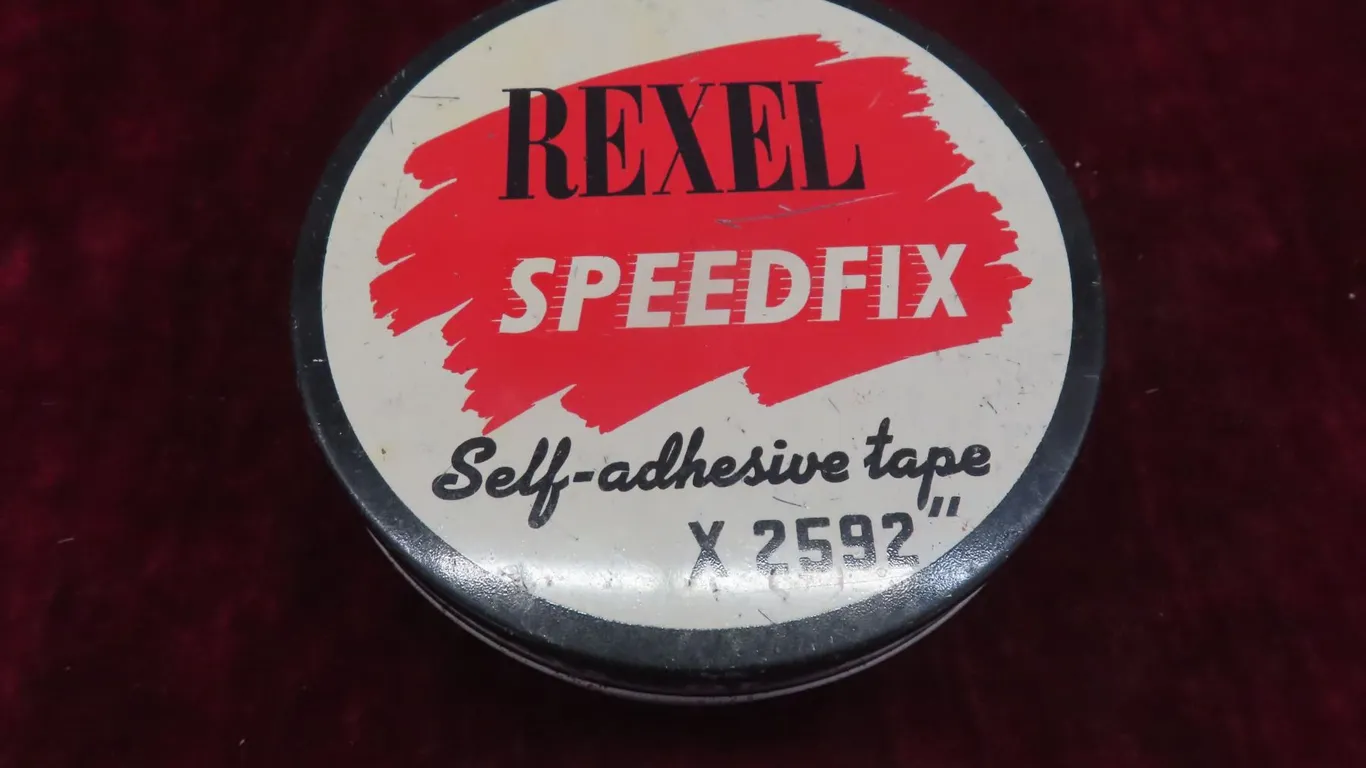 REXEL
SPEEDFIX
Self-adhesive tape
X 2592"